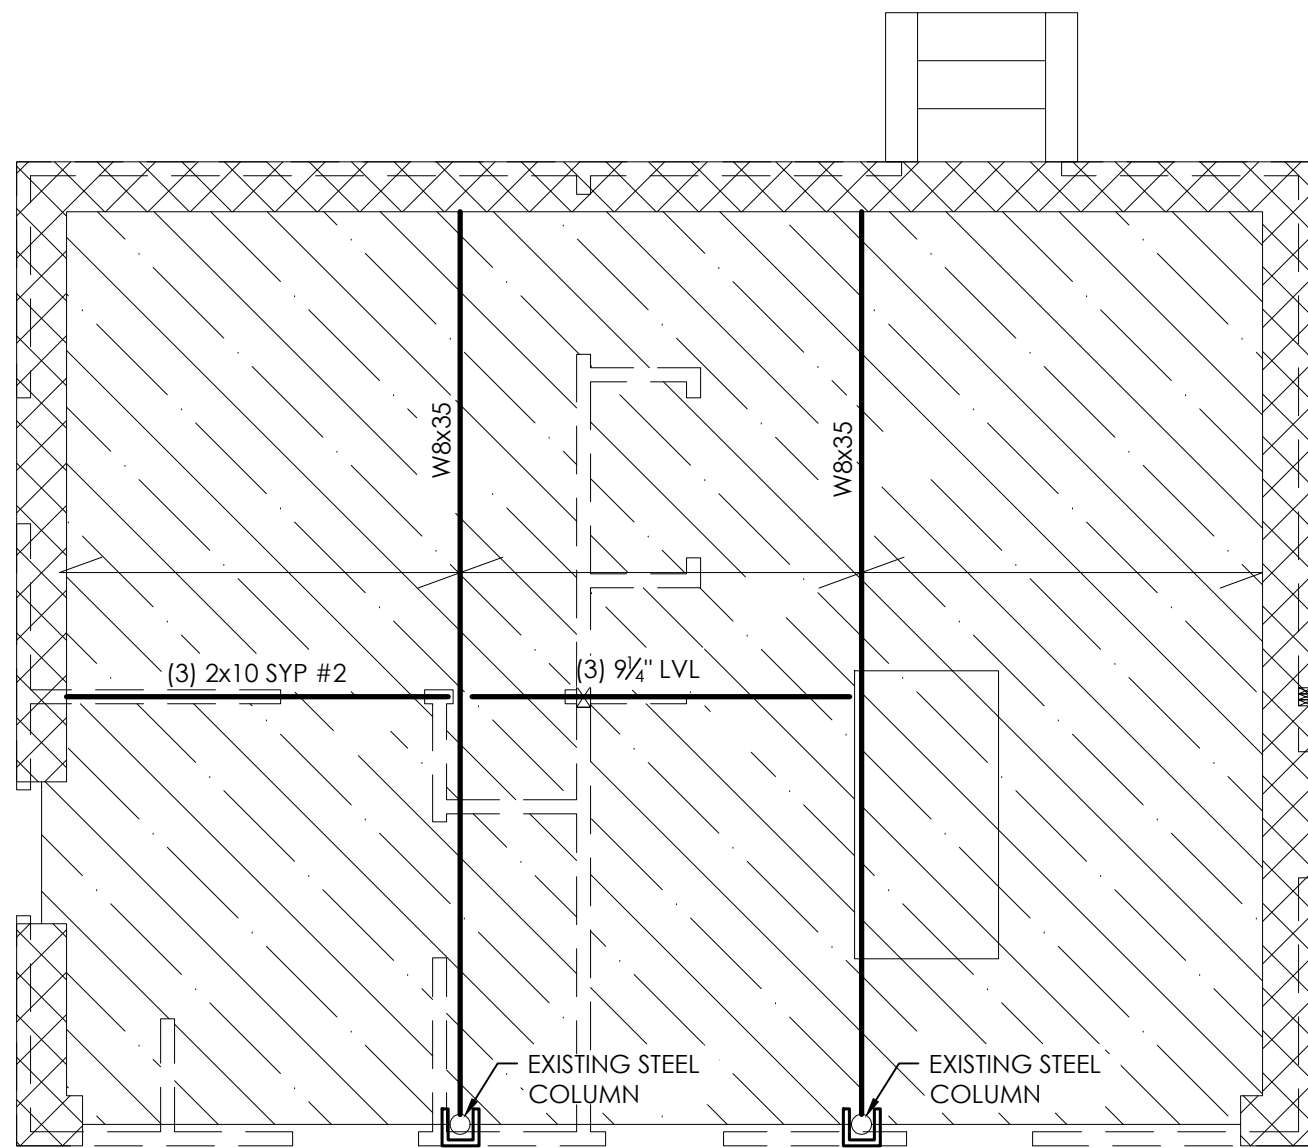 W8x35
W8x35
(3) 2x10 SYP #2
(3) 9¼" LVL
EXISTING STEEL
COLUMN
EXISTING STEEL
COLUMN